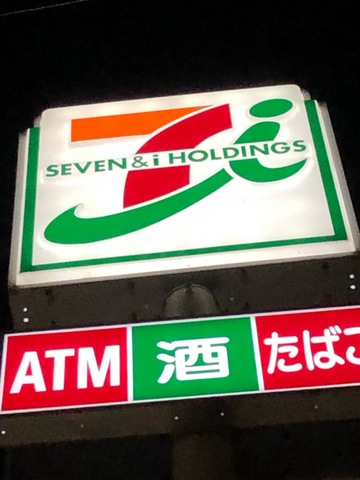 SEVEN & i HOLDINGS
ATM 酒 たばこ